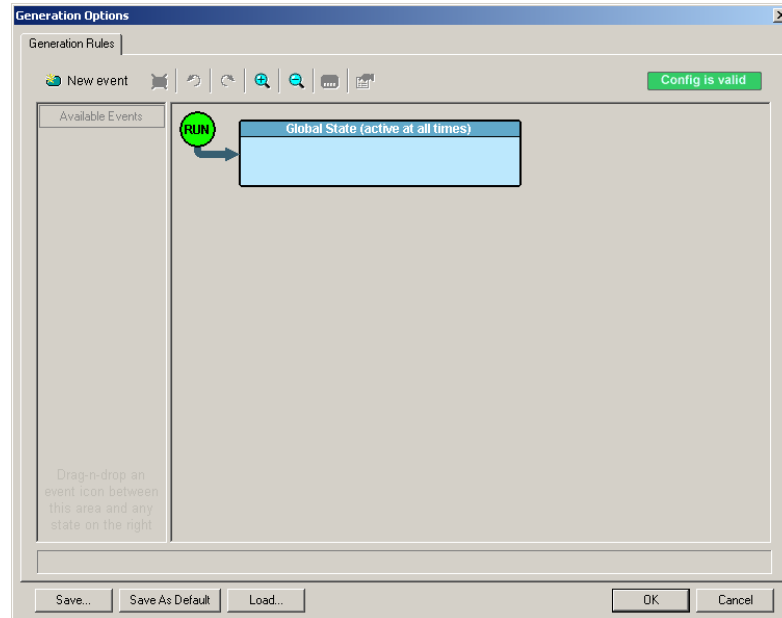 Generation Options
Generation Rules
New event
Config is valid
Available Events
RUN
Global State (active at all times)
Drag-n-drop an
event icon between
this area and any
state on the right
Save...
Save As Default
Load...
OK
Cancel